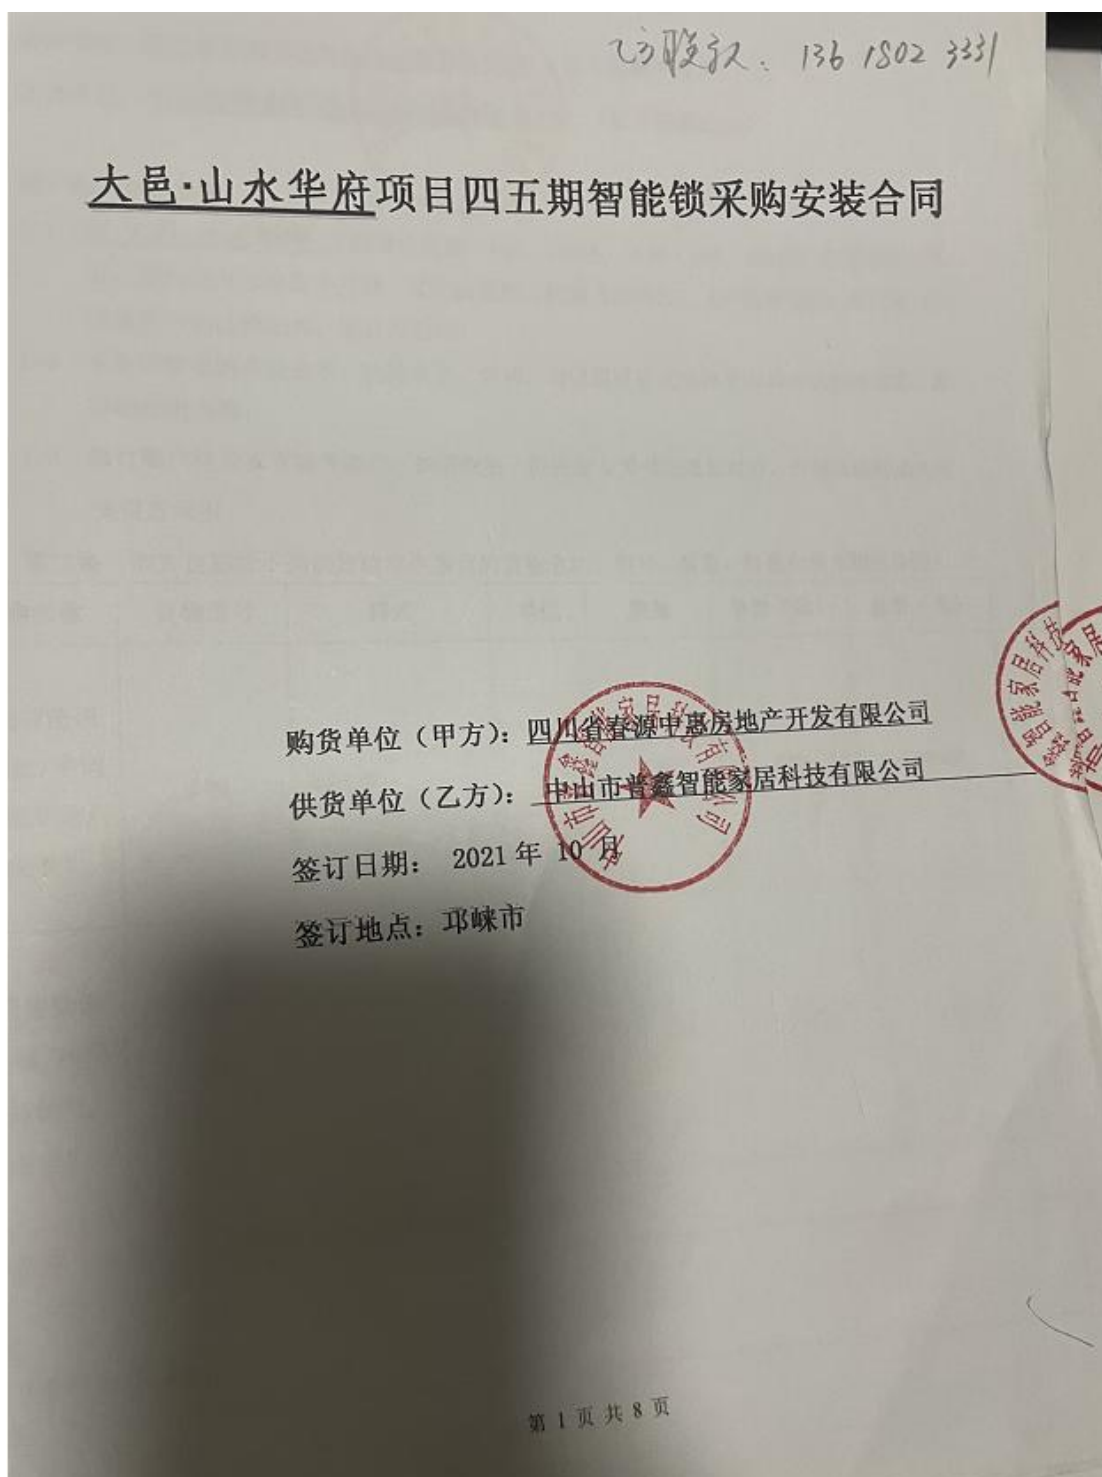 乙方联系人：136 1802 3331
大邑·山水华府项目四五期智能锁采购安装合同
购货单位（甲方）：四川省春源中惠房地产开发有限公司
供货单位（乙方）：中山市普鑫智能家居科技有限公司
签订日期： 2021 年 10 月
签订地点：邛崃市
第 1 页 共 8 页